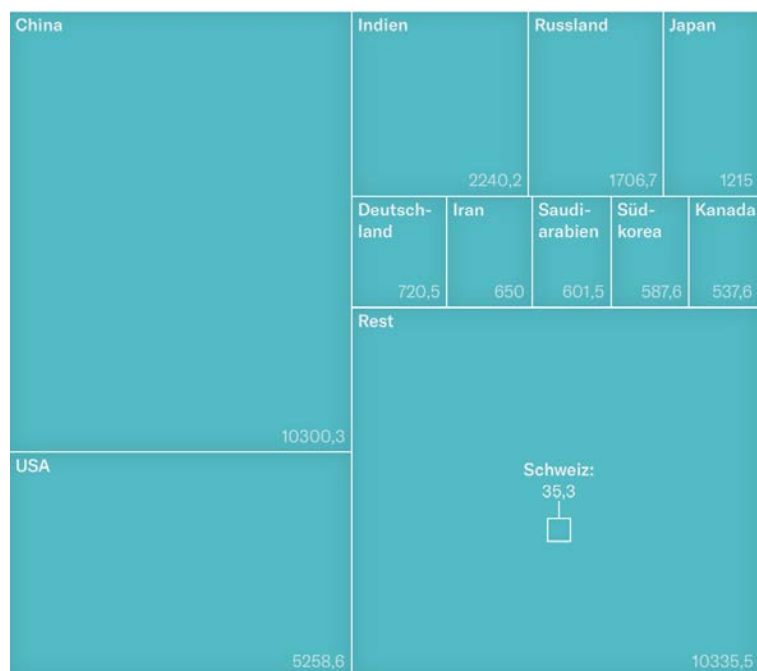 China
10300,3
Indien
2240,2
Russland
1706,7
Japan
1215
Deutsch-
land
720,5
Iran
650
Saudi-
arabien
601,5
Süd-
korea
587,6
Kanada
537,6
USA
5258,6
Rest
Schweiz:
35,3
10335,5